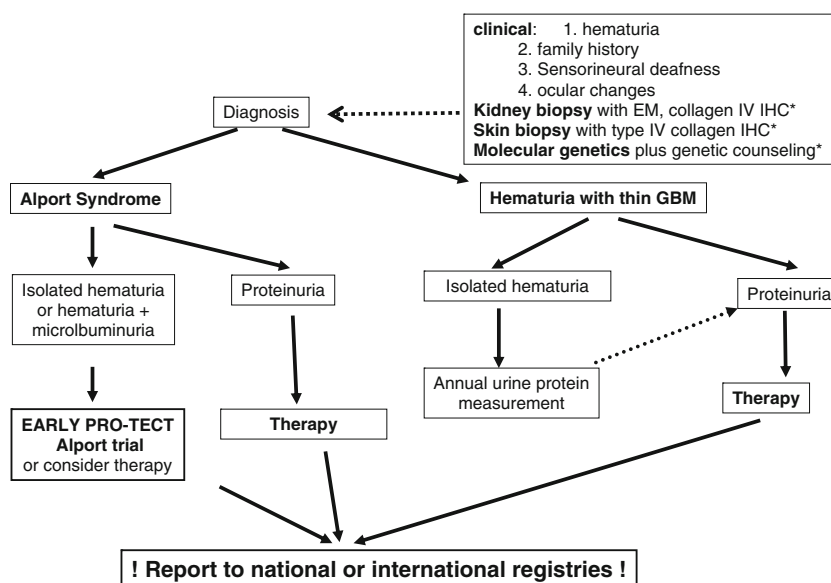 clinical: 1. hematuria
2. family history
3. Sensorineural deafness
4. ocular changes
Kidney biopsy with EM, collagen IV IHC*
Skin biopsy with type IV collagen IHC*
Molecular genetics plus genetic counseling*
Diagnosis
Alport Syndrome
Hematuria with thin GBM
Isolated hematuria
or hematuria +
microlbuminuria
Proteinuria
Isolated hematuria
Proteinuria
Annual urine protein
measurement
EARLY PRO-TECT
Alport trial
or consider therapy
Therapy
Therapy
! Report to national or international registries !